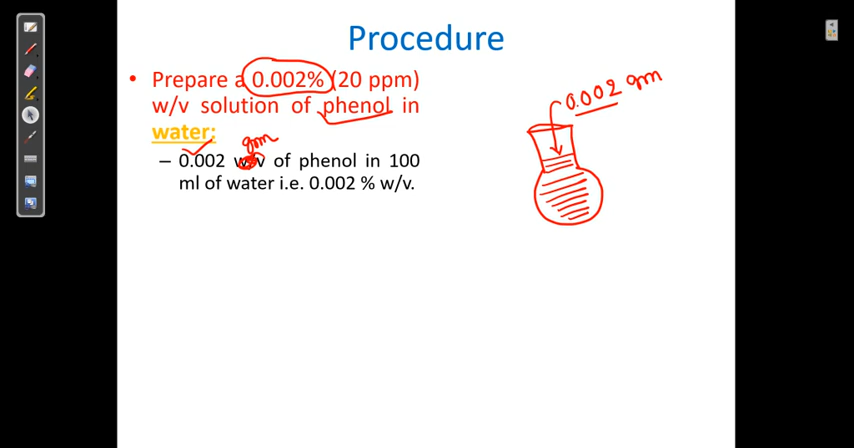 Procedure
• Prepare a 0.002% (20 ppm)
w/v solution of phenol in
water;
gm
– 0.002 w/v of phenol in 100
ml of water i.e. 0.002 % w/v.
0.002 gm